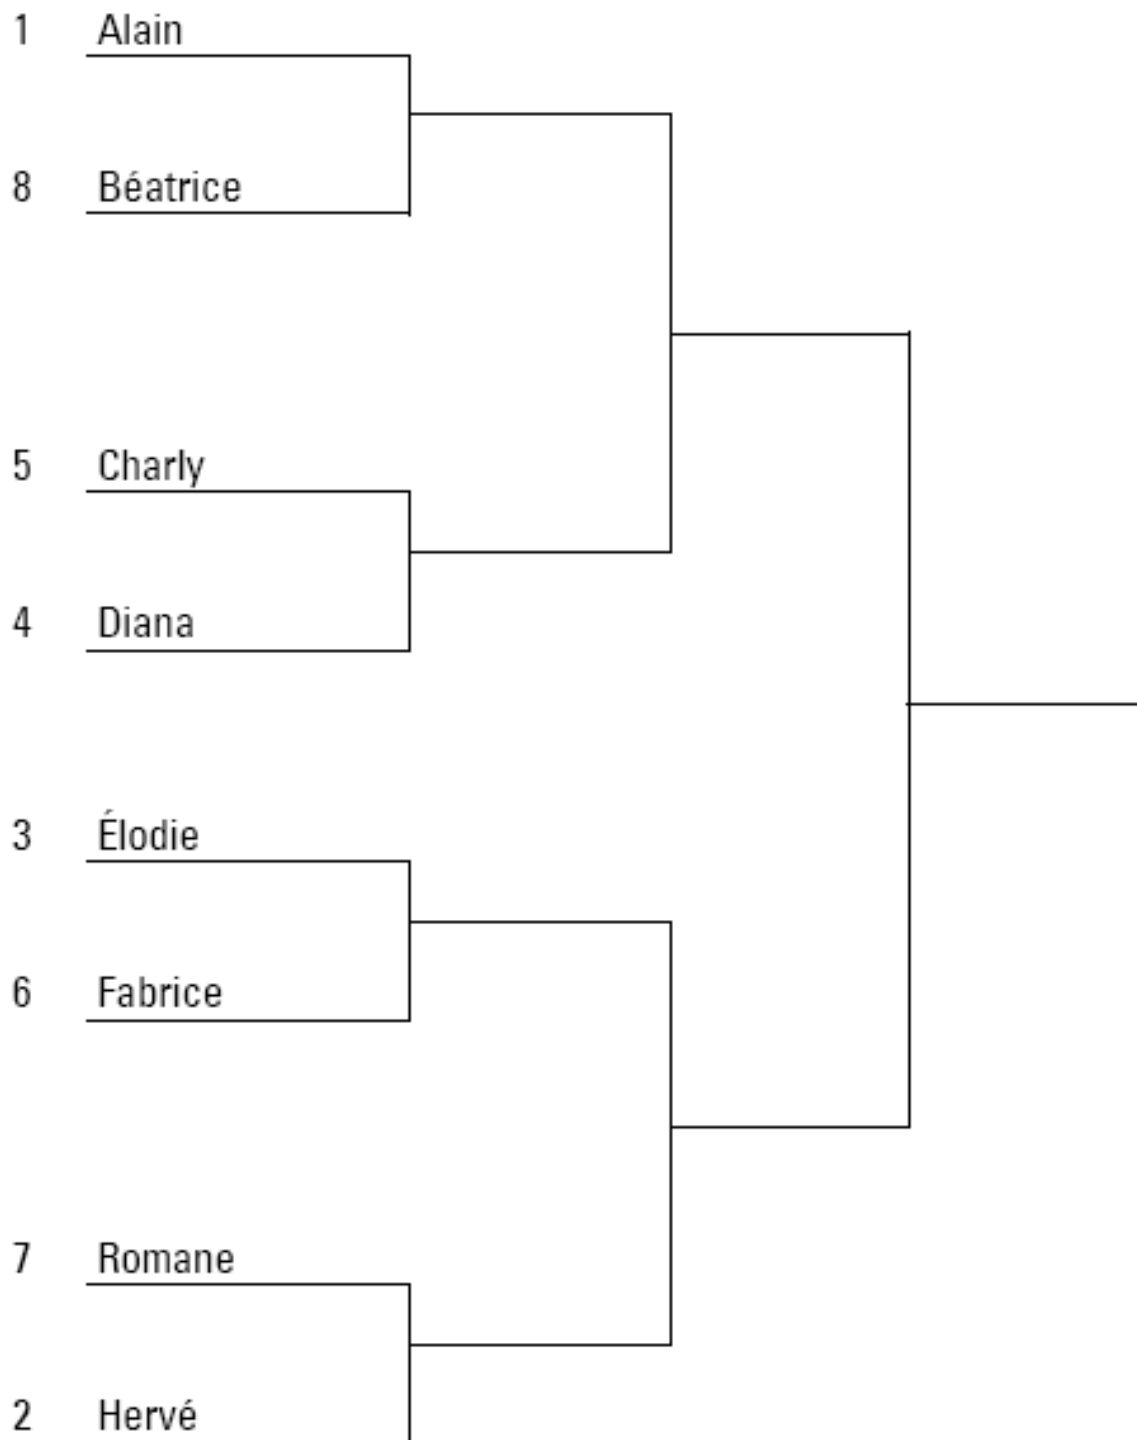 1 Alain
8 Béatrice
5 Charly
4 Diana
3 Élodie
6 Fabrice
7 Romane
2 Hervé